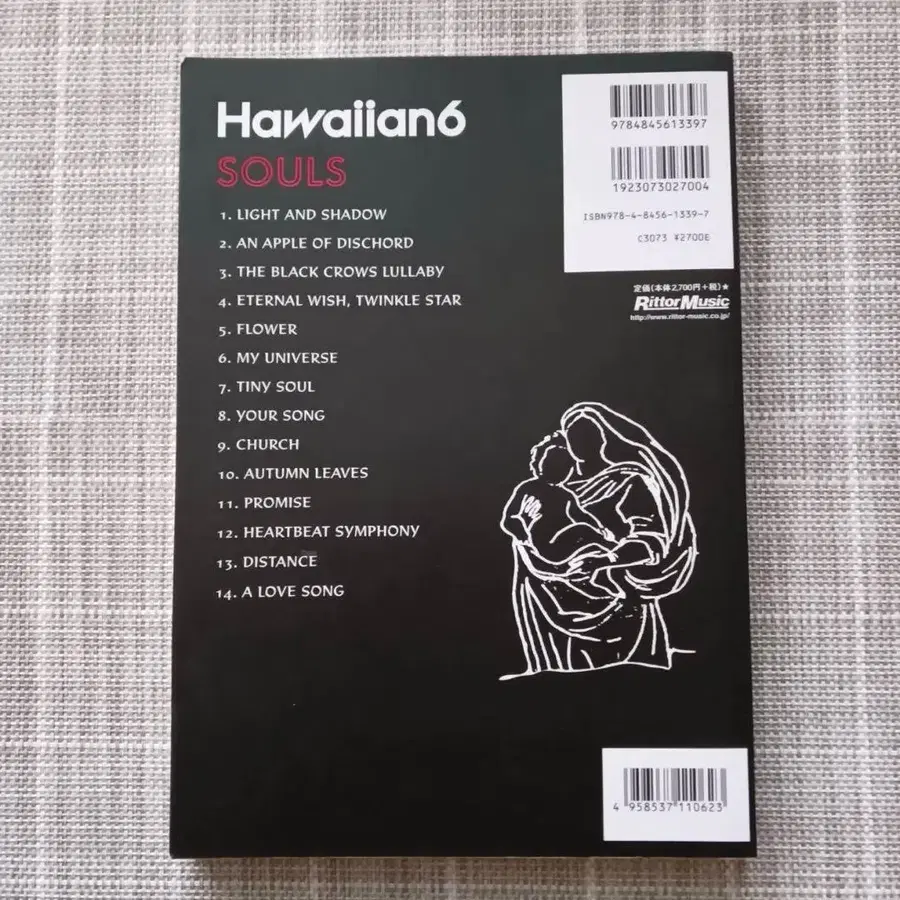 Hawaiian6
SOULS
1. LIGHT AND SHADOW
2. AN APPLE OF DISCHORD
3. THE BLACK CROWS LULLABY
4. ETERNAL WISH, TWINKLE STAR
5. FLOWER
6. MY UNIVERSE
7. TINY SOUL
8. YOUR SONG
9. CHURCH
10. AUTUMN LEAVES
11. PROMISE
12. HEARTBEAT SYMPHONY
13. DISTANCE
14. A LOVE SONG
9784845613397
1923073027004
ISBN978-4-8456-1339-7
C3073 ¥2700E
定価(本体2,700円+税)★
RittorMusic
http://www.rittor-music.co.jp/
4 958537 110623